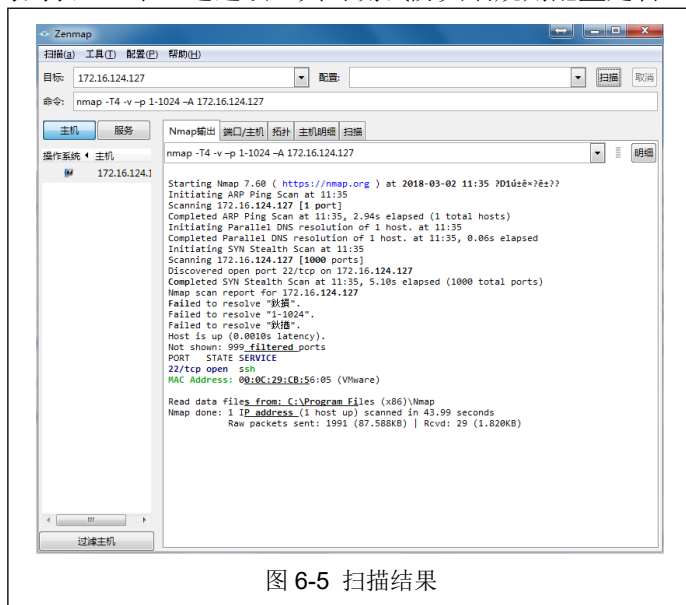 Zenmap
扫描(a) 工具(T) 配置(P) 帮助(H)
目标: 172.16.124.127 配置: 扫描 取消
命令: nmap -T4 -v –p 1-1024 –A 172.16.124.127
主机 服务
Nmap输出 端口/主机 拓扑 主机明细 扫描
操作系统 主机
172.16.124.1
nmap -T4 -v –p 1-1024 –A 172.16.124.127 明细
Starting Nmap 7.60 ( https://nmap.org ) at 2018-03-02 11:35 ?D1ú±ê×?ê±??
Initiating ARP Ping Scan at 11:35
Scanning 172.16.124.127 [1 port]
Completed ARP Ping Scan at 11:35, 2.94s elapsed (1 total hosts)
Initiating Parallel DNS resolution of 1 host. at 11:35
Completed Parallel DNS resolution of 1 host. at 11:35, 0.06s elapsed
Initiating SYN Stealth Scan at 11:35
Scanning 172.16.124.127 [1000 ports]
Discovered open port 22/tcp on 172.16.124.127
Completed SYN Stealth Scan at 11:35, 5.10s elapsed (1000 total ports)
Nmap scan report for 172.16.124.127
Failed to resolve "".
Failed to resolve "1-1024".
Failed to resolve "".
Host is up (0.0010s latency).
Not shown: 999 filtered ports
PORT STATE SERVICE
22/tcp open ssh
MAC Address: 00:0C:29:CB:56:05 (VMware)
Read data files from: C:\Program Files (x86)\Nmap
Nmap done: 1 IP address (1 host up) scanned in 43.99 seconds
Raw packets sent: 1991 (87.588KB) | Rcvd: 29 (1.820KB)
过滤主机
图 6-5 扫描结果